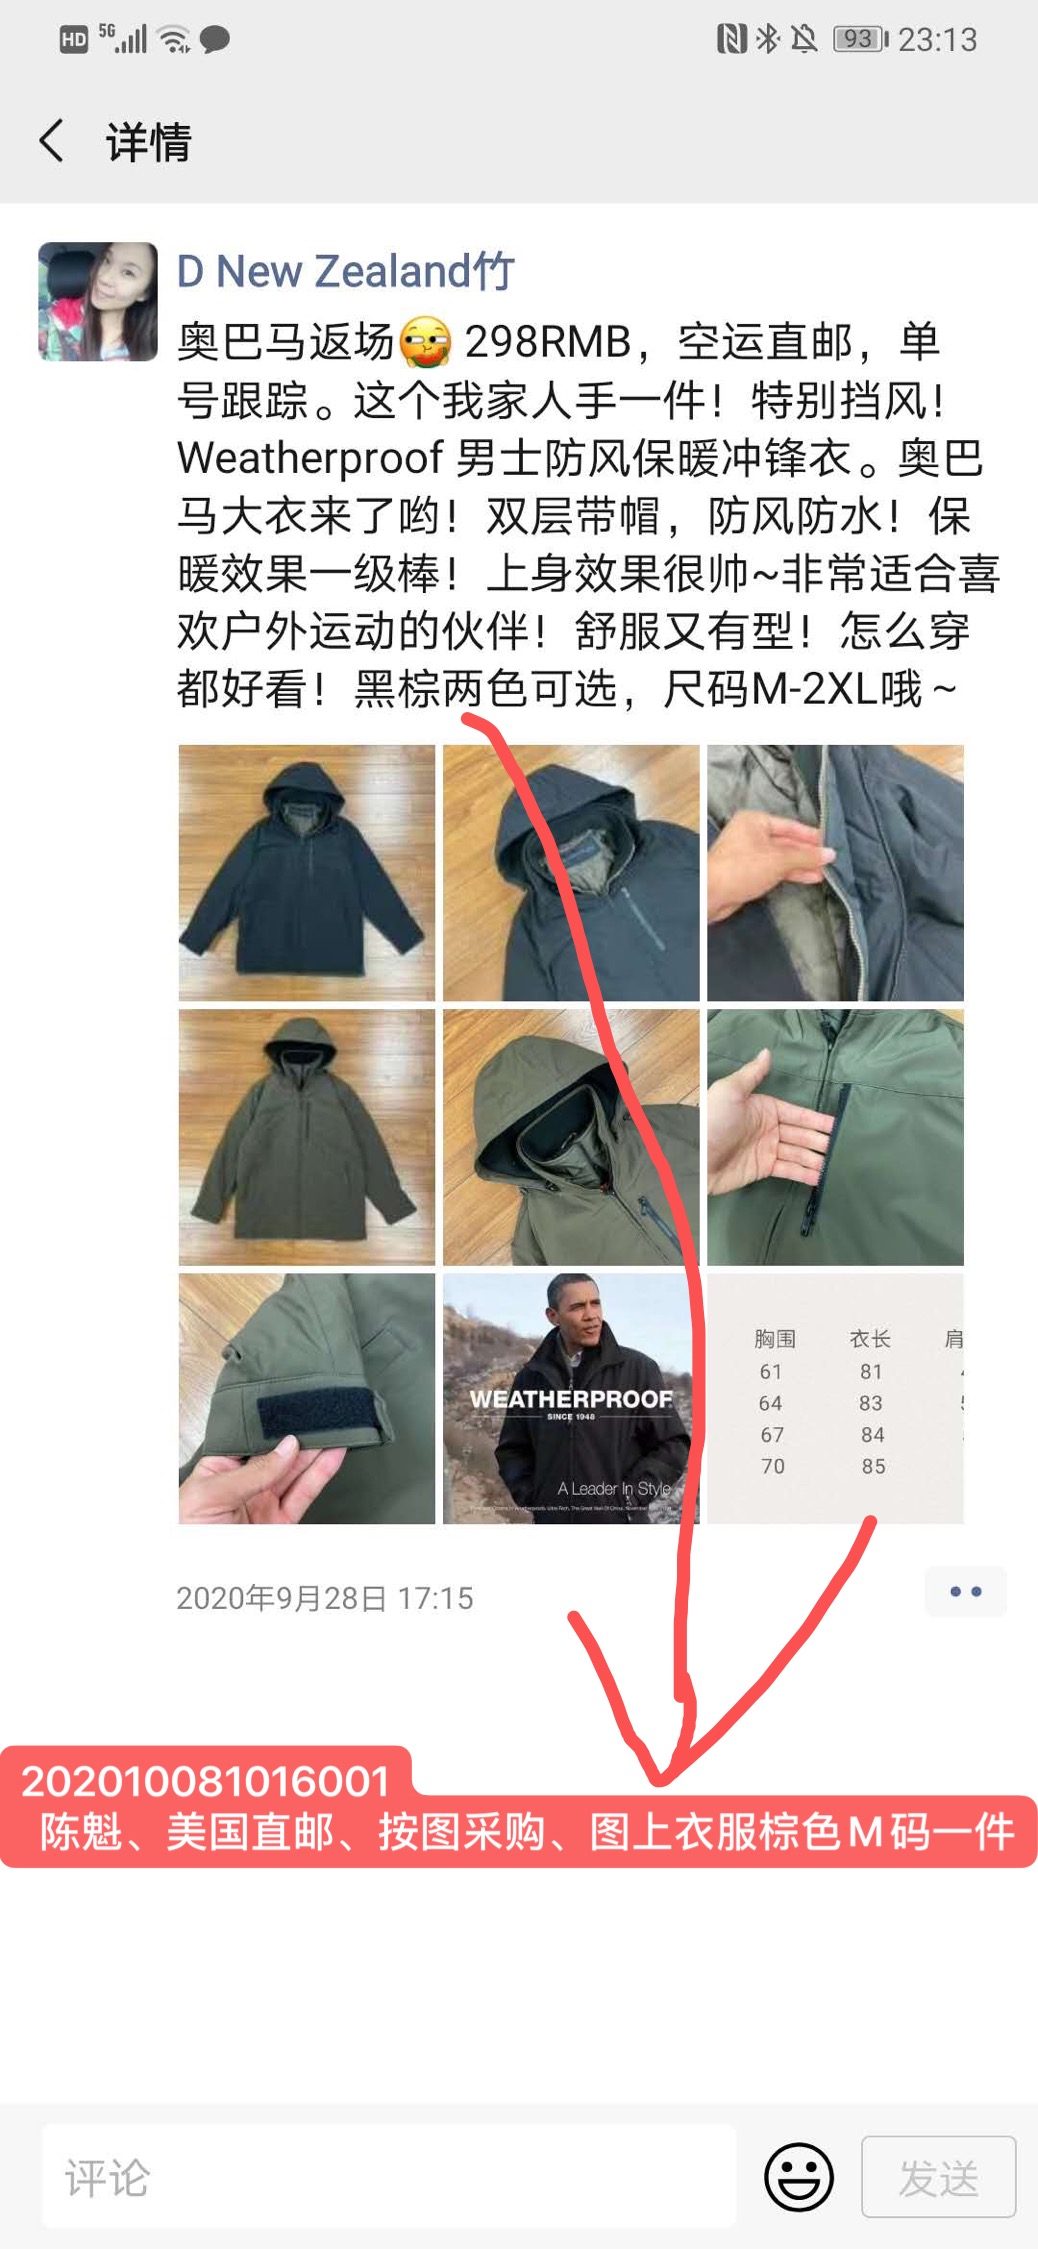 HD 5G 93 23:13
详情
D New Zealand竹
奥巴马返场 298RMB，空运直邮，单
号跟踪。这个我家人手一件！特别挡风！
Weatherproof 男士防风保暖冲锋衣。奥巴
马大衣来了哟！双层带帽，防风防水！保
暖效果一级棒！上身效果很帅~非常适合喜
欢户外运动的伙伴！舒服又有型！怎么穿
都好看！黑棕两色可选，尺码M-2XL哦～
WEATHERPROOF
SINCE 1948
A Leader In Style
胸围 衣长 肩
61 81
64 83
67 84
70 85
2020年9月28日 17:15
202010081016001
陈魁、美国直邮、按图采购、图上衣服棕色M码一件
评论 发送